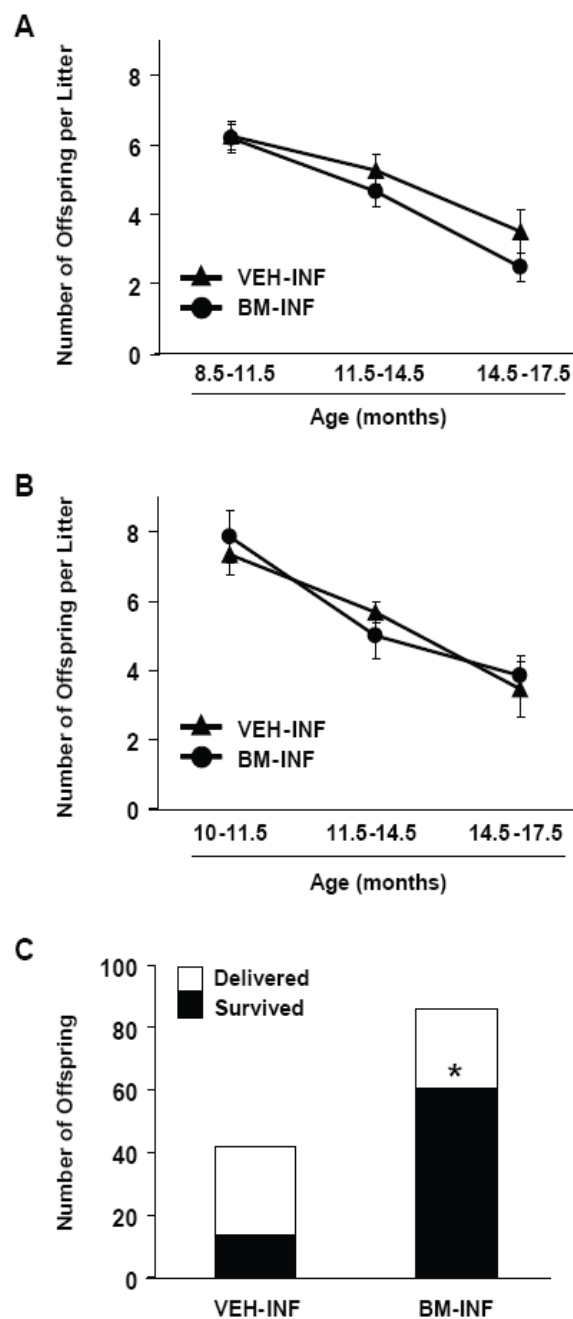 A
Number of Offspring per Litter
8
6
4
2
0
VEH-INF
BM-INF
8.5-11.5 11.5-14.5 14.5-17.5
Age (months)
B
Number of Offspring per Litter
8
6
4
2
0
VEH-INF
BM-INF
10-11.5 11.5-14.5 14.5-17.5
Age (months)
C
Number of Offspring
100
80
60
40
20
0
Delivered
Survived
*
VEH-INF BM-INF